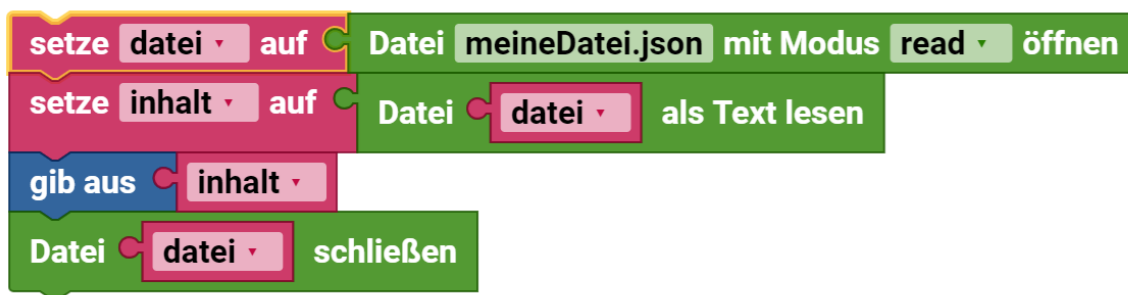 setze datei auf Datei meineDatei.json mit Modus read öffnen
setze inhalt auf Datei datei als Text lesen
gib aus inhalt
Datei datei schließen